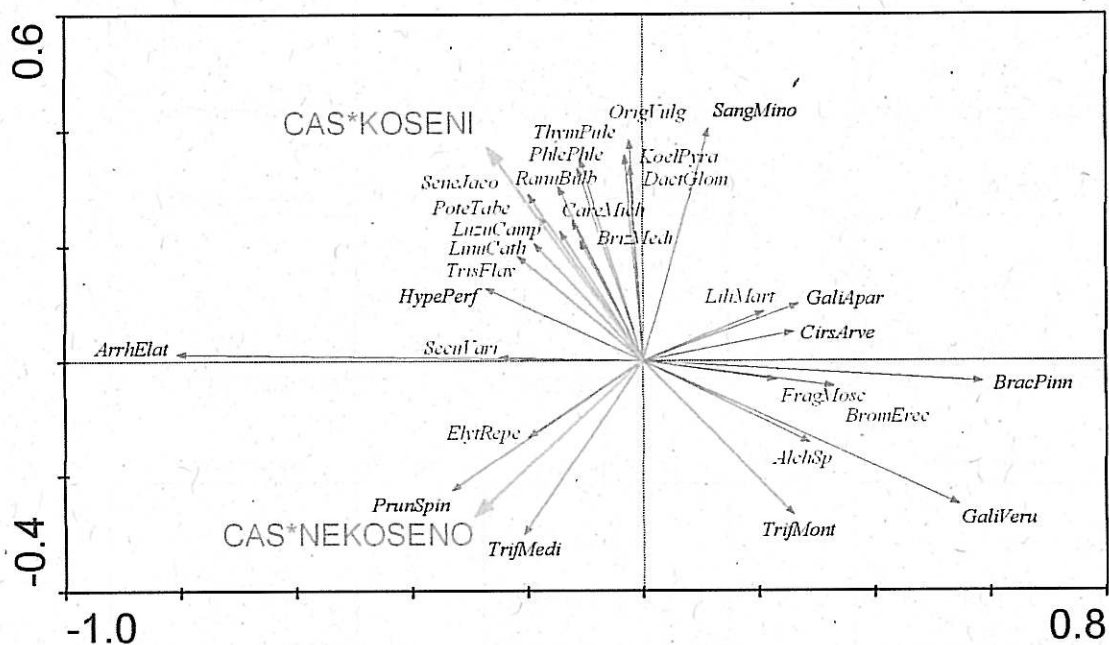 0.6
CAS*KOSENI
OrigVulg
SangMino
ThymPulc
PhlePhle
KoelPyra
SeneJaco
RanuBulb
DactGlom
PoteTabe
CareMich
LuzuCamp
BrizMedi
LinuCath
TrisFlav
HypePerf
LiliMart
GaliApar
CirsArve
ArrhElat
SecuVari
BracPinn
FragMosc
BromErec
ElytRepe
AlchSp
PrunSpin
GaliVeru
CAS*NEKOSENO
TrifMont
TrifMedi
-0.4
-1.0
0.8